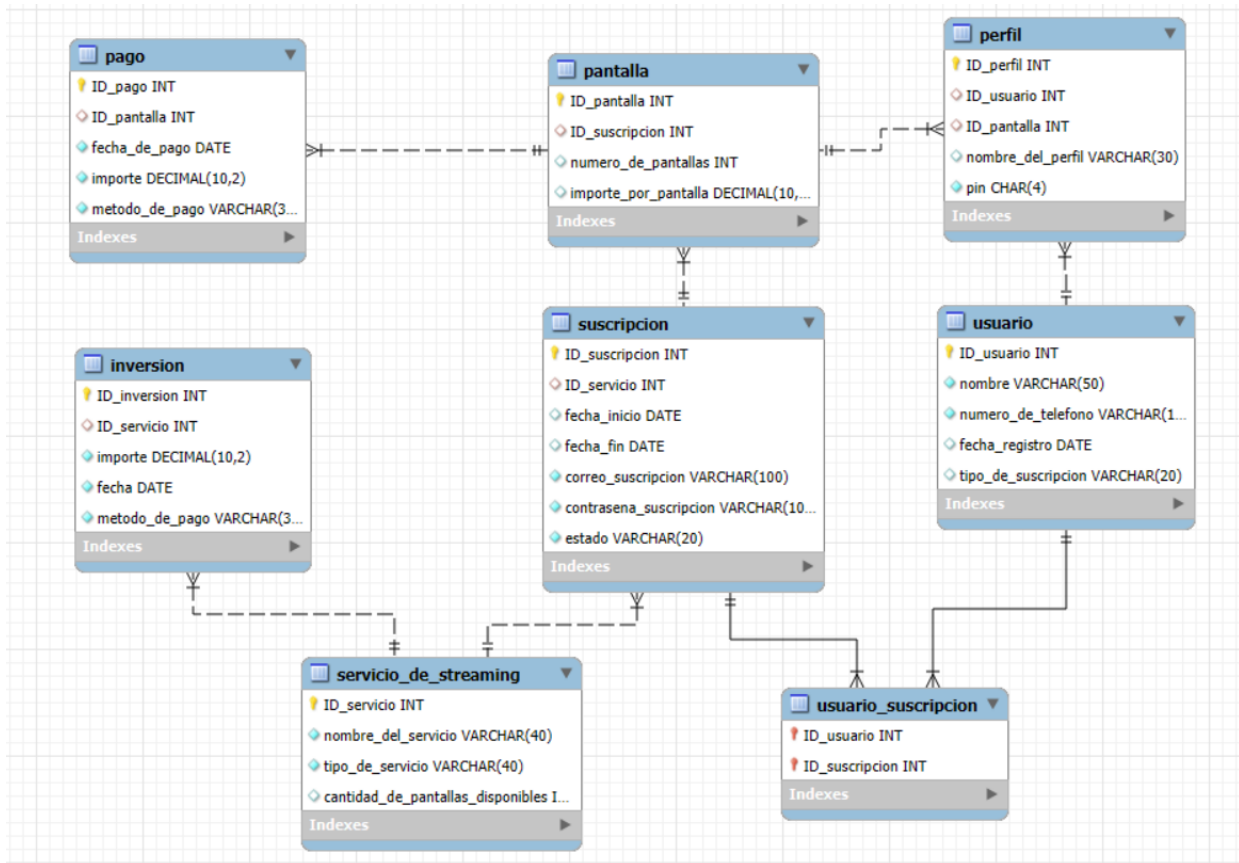 pago
ID_pago INT
ID_pantalla INT
fecha_de_pago DATE
importe DECIMAL(10,2)
metodo_de_pago VARCHAR(3...
Indexes
pantalla
ID_pantalla INT
ID_suscripcion INT
numero_de_pantallas INT
importe_por_pantalla DECIMAL(10,...
Indexes
perfil
ID_perfil INT
ID_usuario INT
ID_pantalla INT
nombre_del_perfil VARCHAR(30)
pin CHAR(4)
Indexes
inversion
ID_inversion INT
ID_servicio INT
importe DECIMAL(10,2)
fecha DATE
metodo_de_pago VARCHAR(3...
Indexes
suscripcion
ID_suscripcion INT
ID_servicio INT
fecha_inicio DATE
fecha_fin DATE
correo_suscripcion VARCHAR(100)
contrasena_suscripcion VARCHAR(10...
estado VARCHAR(20)
Indexes
usuario
ID_usuario INT
nombre VARCHAR(50)
numero_de_telefono VARCHAR(1...
fecha_registro DATE
tipo_de_suscripcion VARCHAR(20)
Indexes
servicio_de_streaming
ID_servicio INT
nombre_del_servicio VARCHAR(40)
tipo_de_servicio VARCHAR(40)
cantidad_de_pantallas_disponibles I...
Indexes
usuario_suscripcion
ID_usuario INT
ID_suscripcion INT
Indexes